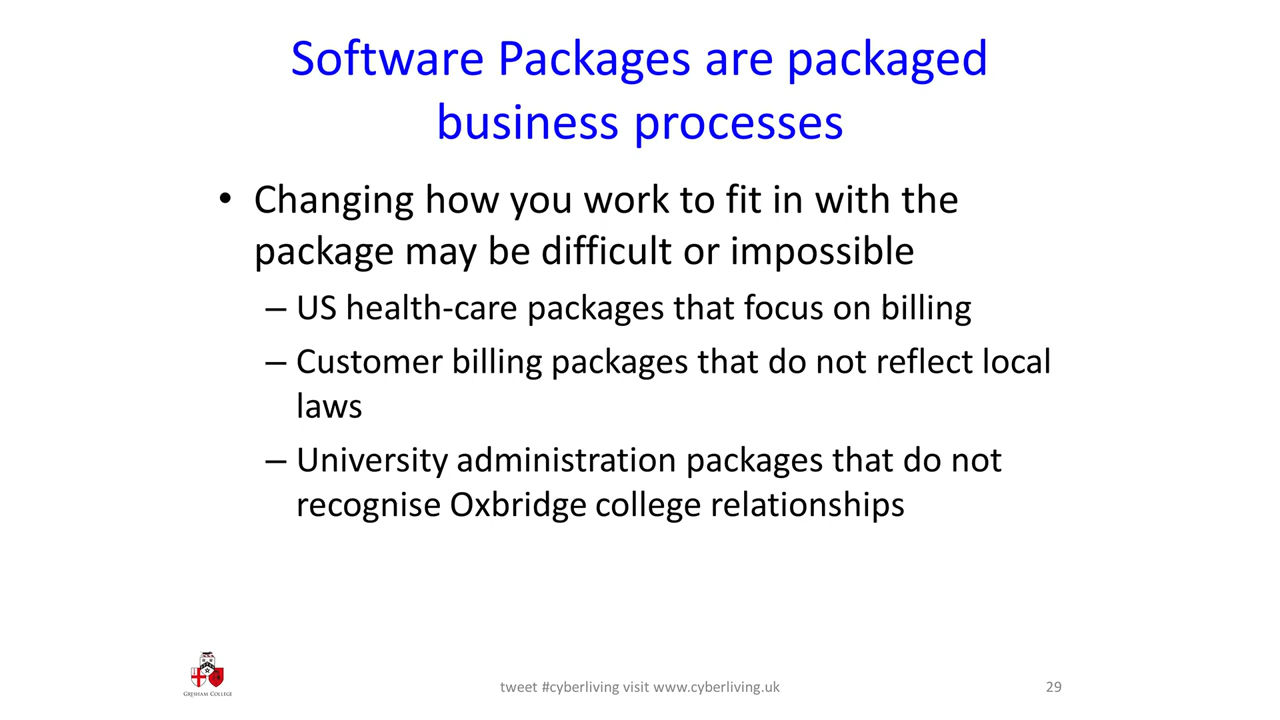 Software Packages are packaged
business processes
• Changing how you work to fit in with the
package may be difficult or impossible
– US health-care packages that focus on billing
– Customer billing packages that do not reflect local
laws
– University administration packages that do not
recognise Oxbridge college relationships
GRESHAM COLLEGE
tweet #cyberliving visit www.cyberliving.uk
29